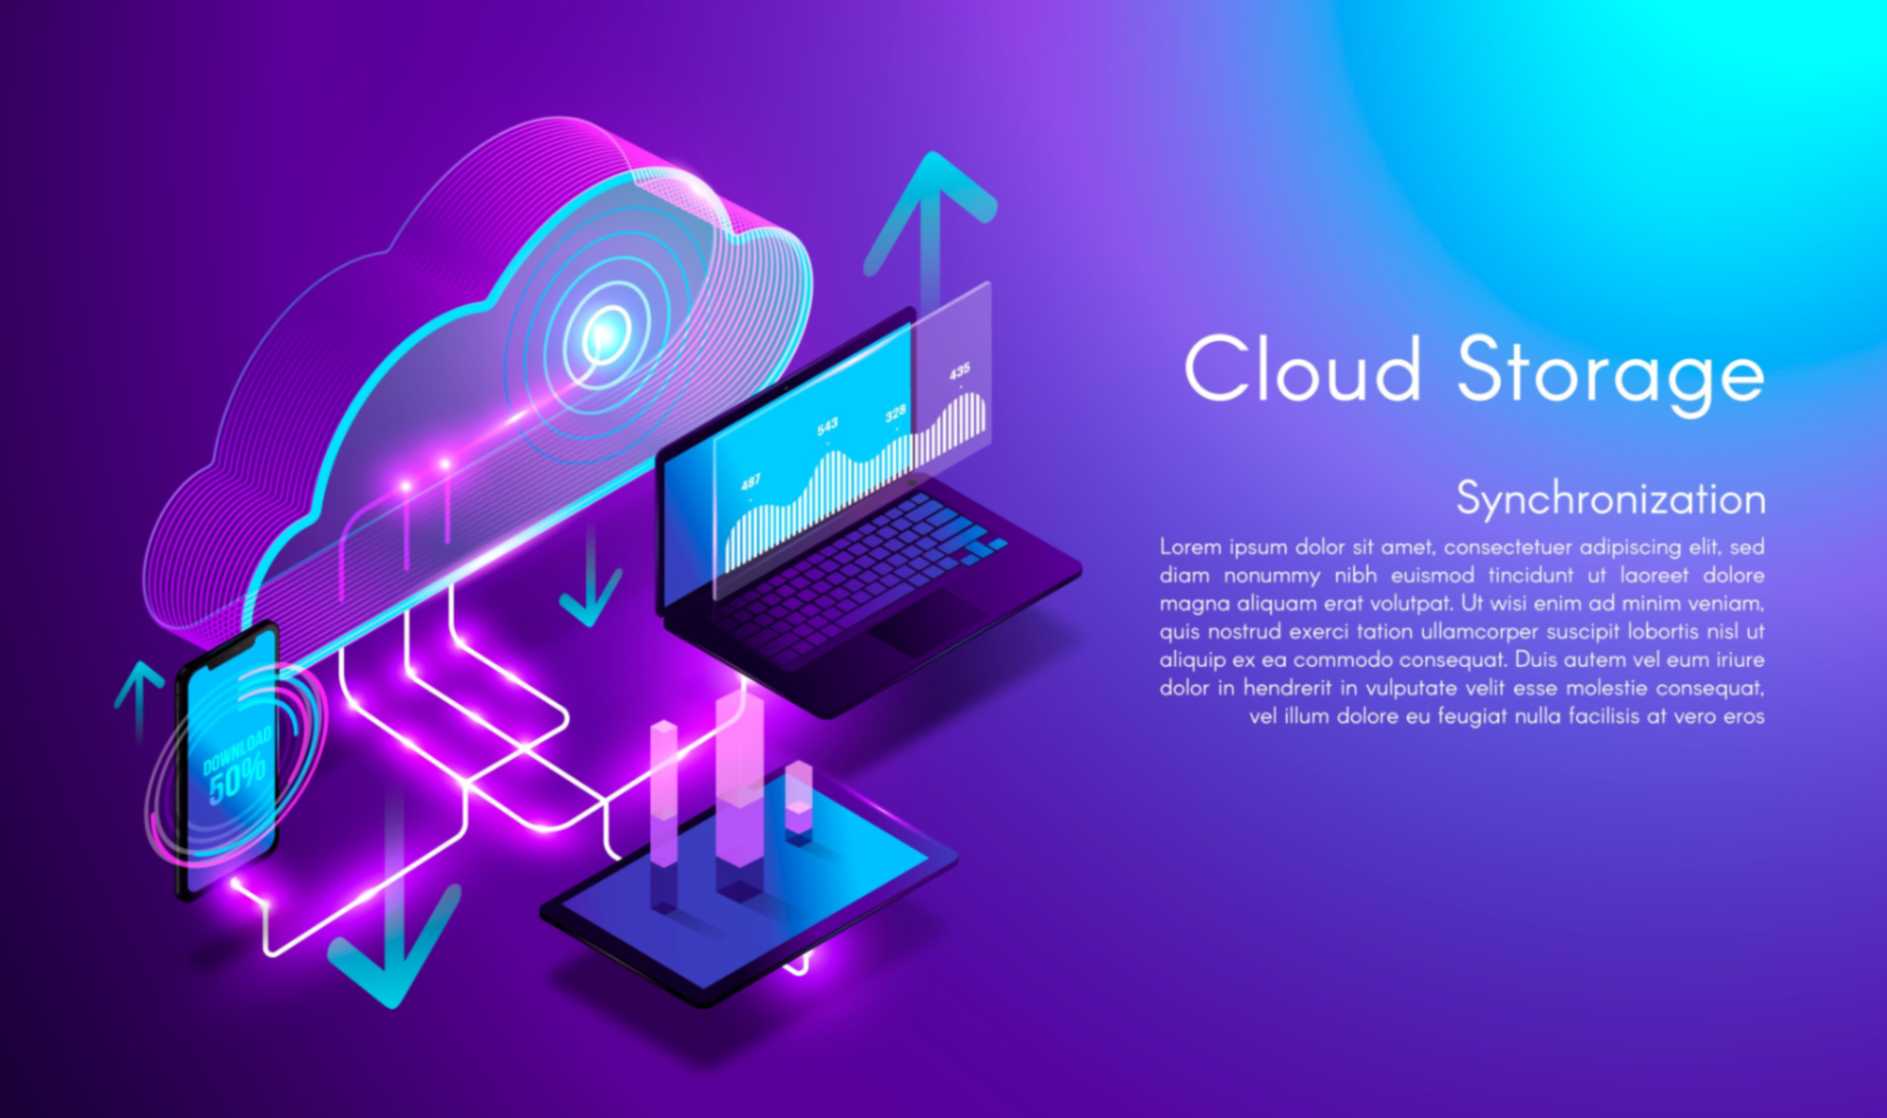 Cloud Storage
Synchronization
Lorem ipsum dolor sit amet, consectetuer adipiscing elit, sed
diam nonummy nibh euismod tincidunt ut laoreet dolore
magna aliquam erat volutpat. Ut wisi enim ad minim veniam,
quis nostrud exerci tation ullamcorper suscipit lobortis nisl ut
aliquip ex ea commodo consequat. Duis autem vel eum iriure
dolor in hendrerit in vulputate velit esse molestie consequat,
vel illum dolore eu feugiat nulla facilisis at vero eros
487
543
328
435
DOWNLOAD
50%